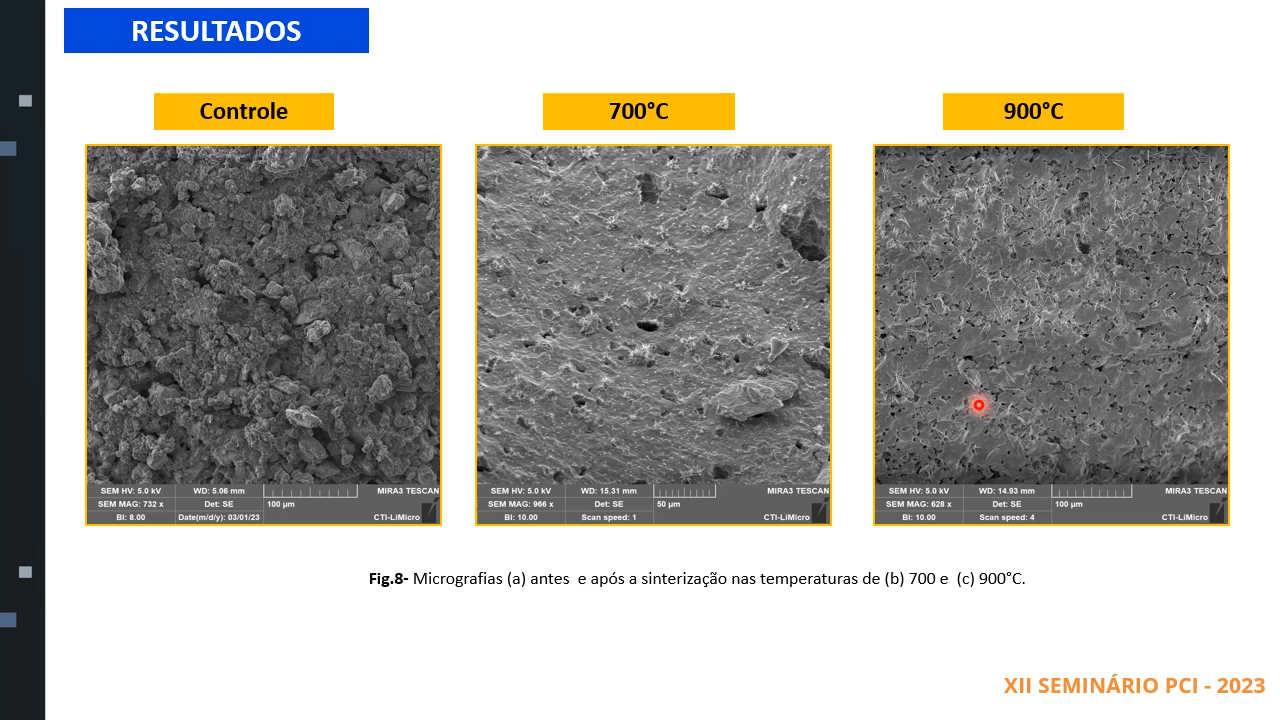 RESULTADOS
Controle
700°C
900°C
SEM HV: 5.0 kV WD: 5.06 mm MIRA3 TESCAN
SEM MAG: 732 x Det: SE 100 µm
BI: 8.00 Date(m/d/y): 03/01/23 CTI-LiMicro
SEM HV: 5.0 kV WD: 15.31 mm MIRA3 TESCAN
SEM MAG: 966 x Det: SE 50 µm
BI: 10.00 Scan speed: 1 CTI-LiMicro
SEM HV: 5.0 kV WD: 14.93 mm MIRA3 TESCAN
SEM MAG: 628 x Det: SE 100 µm
BI: 10.00 Scan speed: 4 CTI-LiMicro
Fig.8- Micrografias (a) antes e após a sinterização nas temperaturas de (b) 700 e (c) 900°C.
XII SEMINÁRIO PCI - 2023